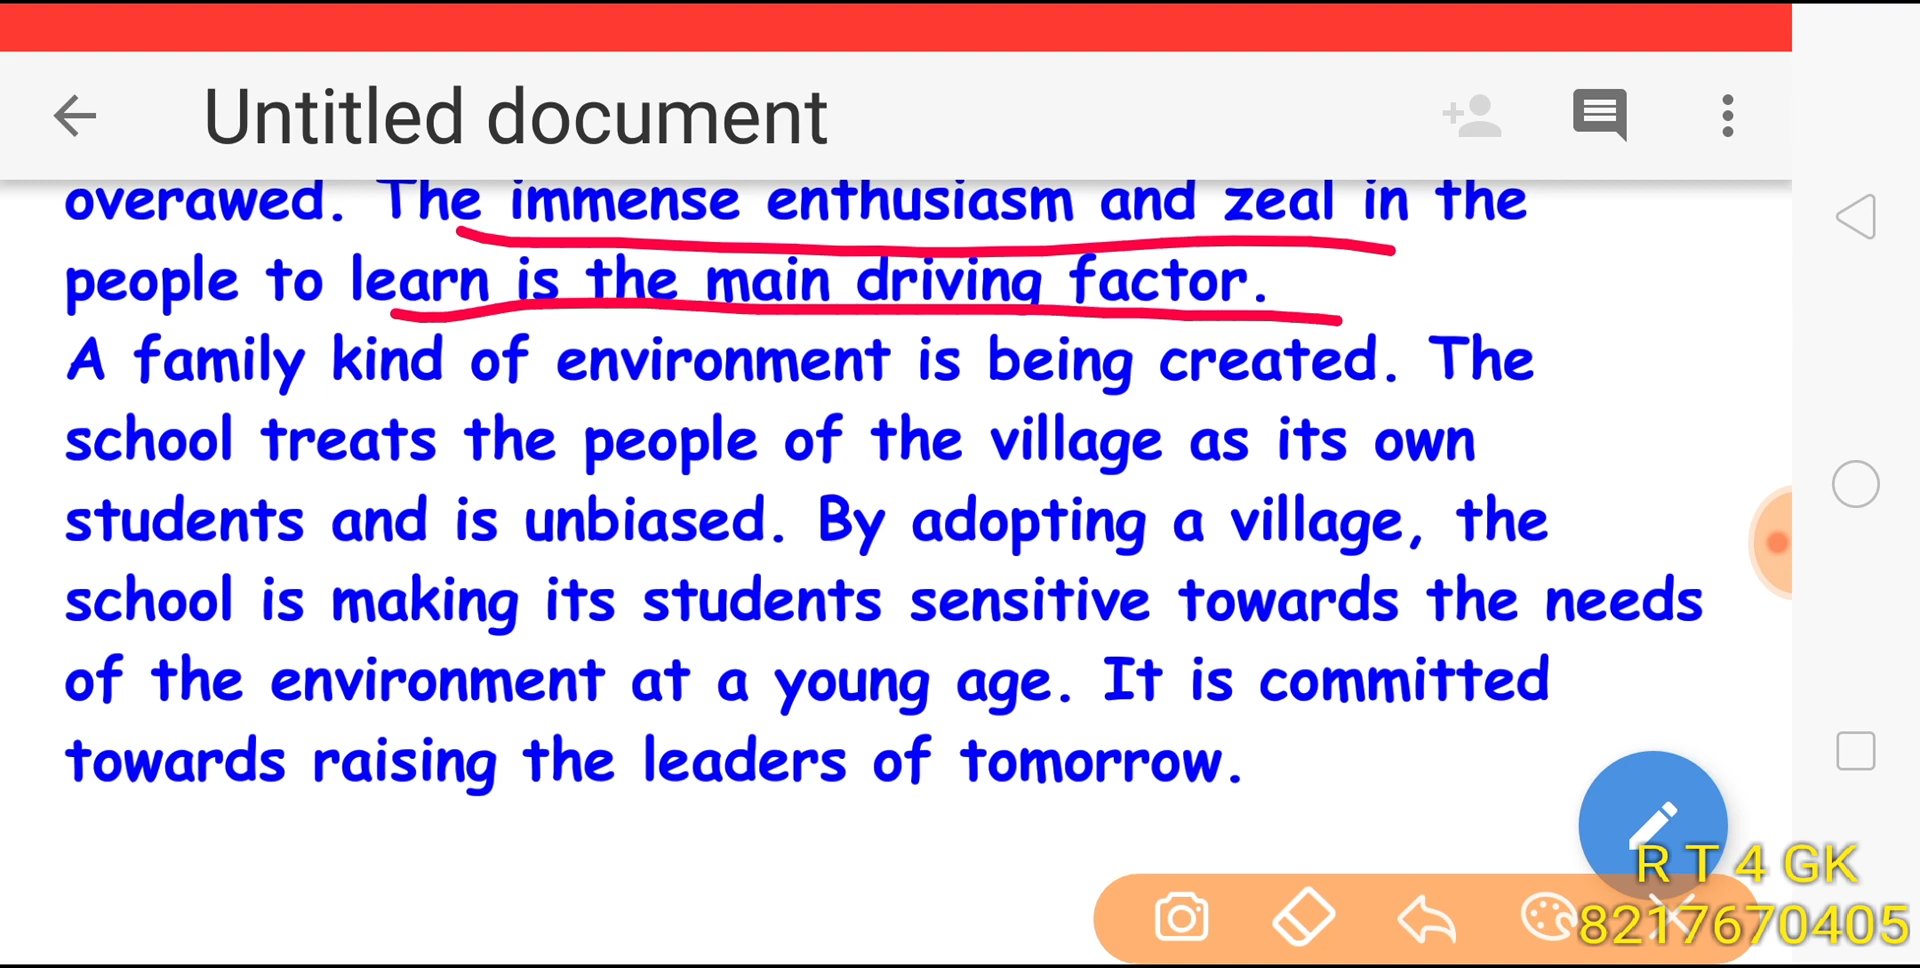 Untitled document
overawed. The immense enthusiasm and zeal in the
people to learn is the main driving factor.
A family kind of environment is being created. The
school treats the people of the village as its own
students and is unbiased. By adopting a village, the
school is making its students sensitive towards the needs
of the environment at a young age. It is committed
towards raising the leaders of tomorrow.
R T 4 GK
8217670405